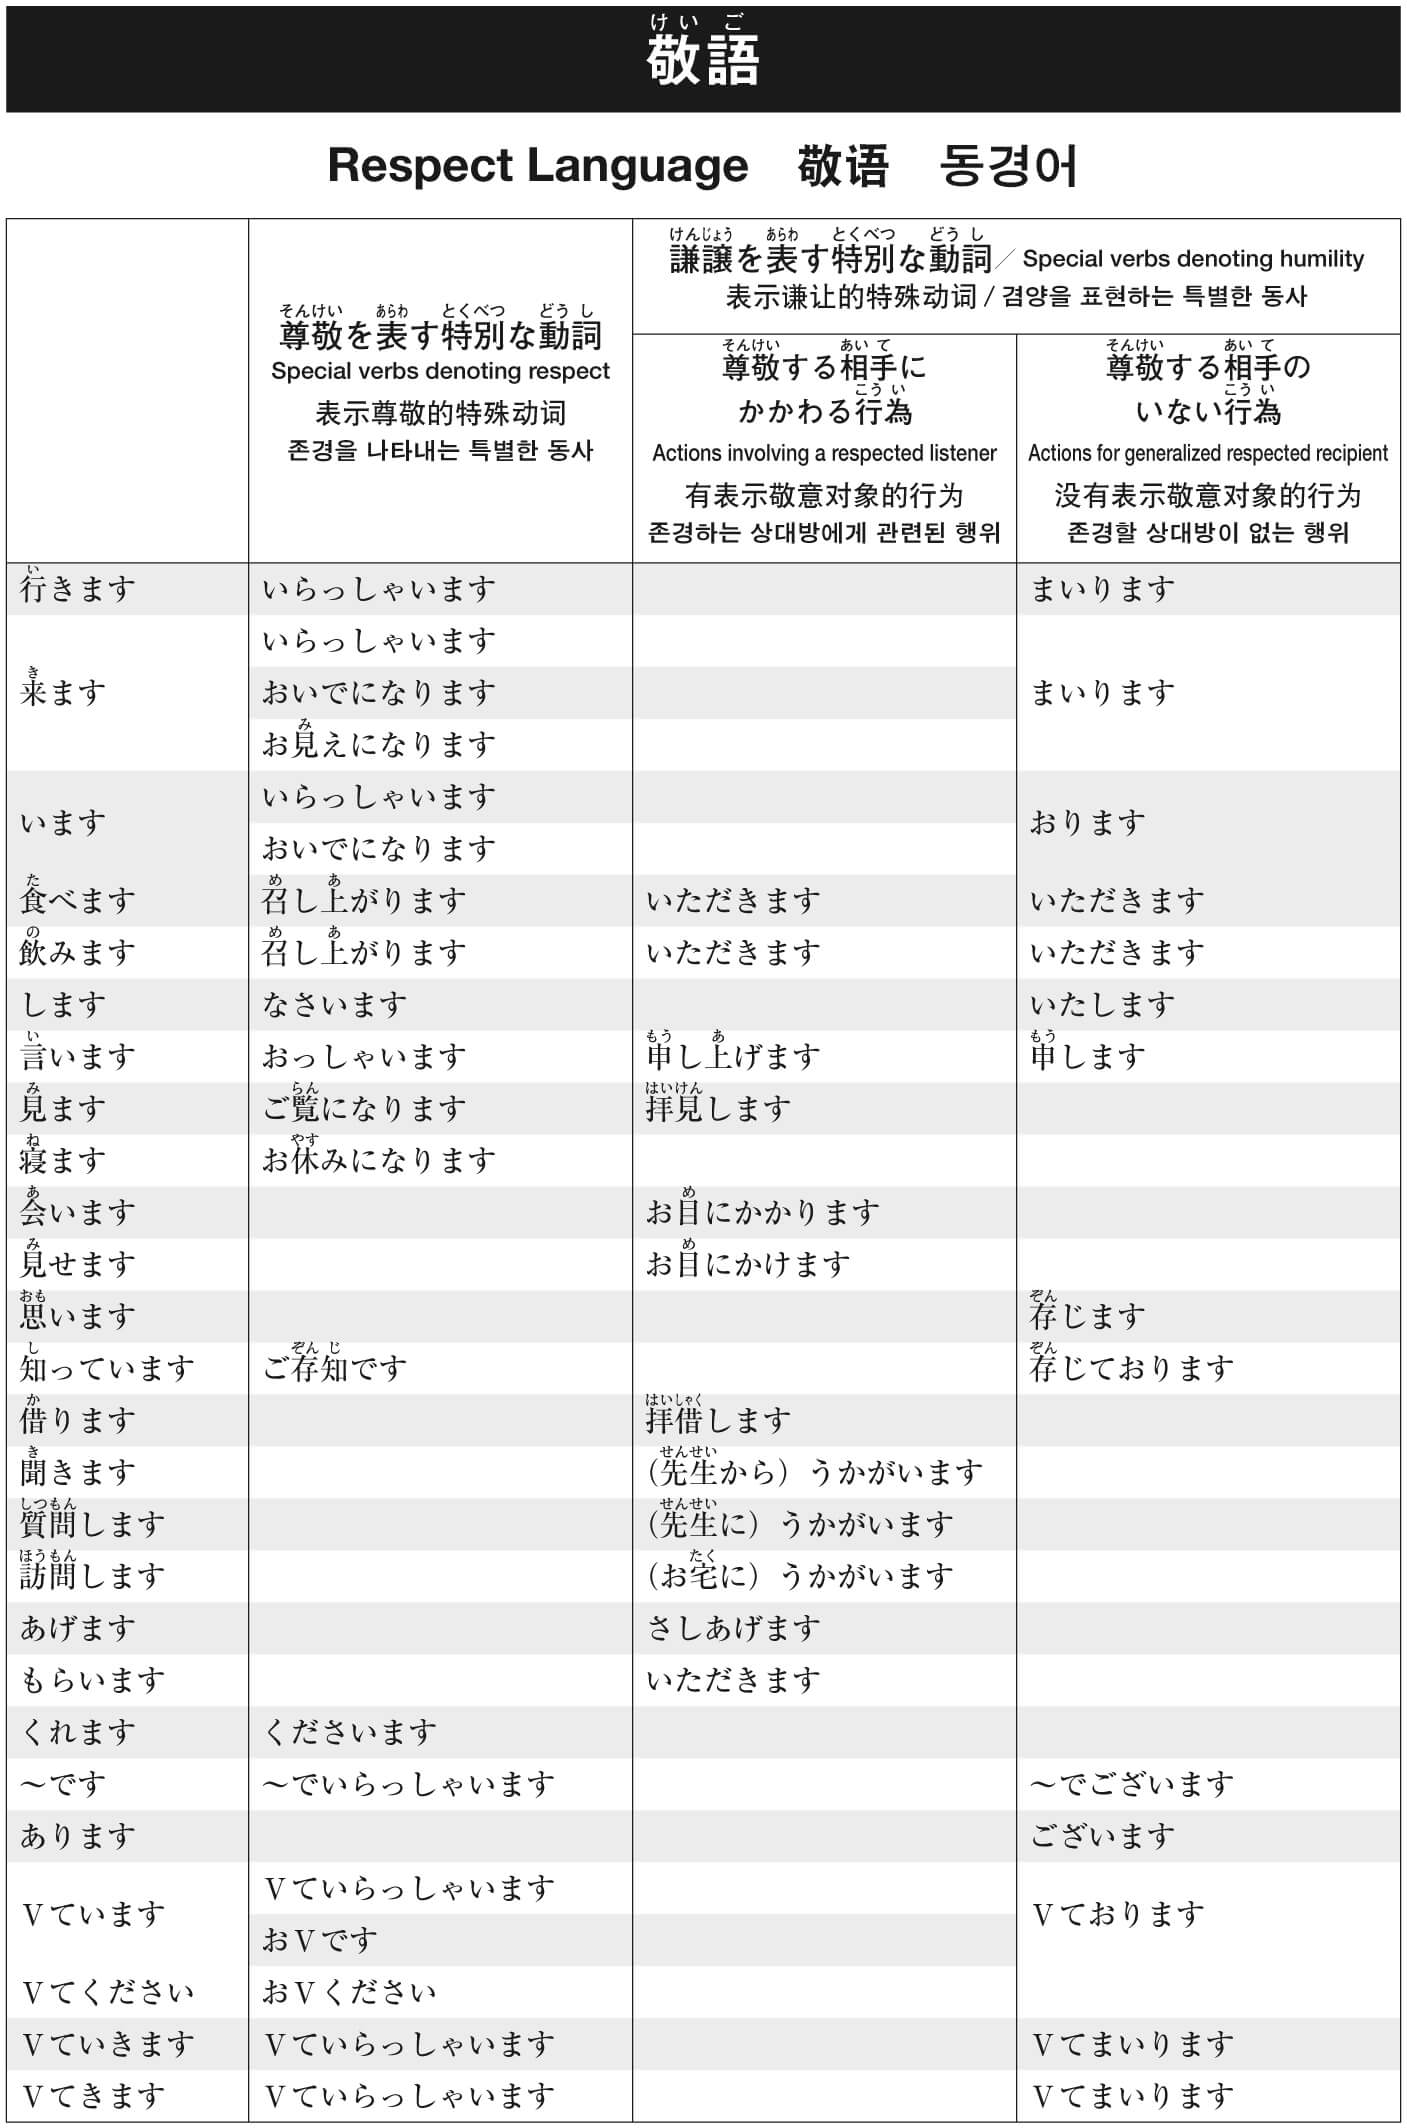 けいご
敬語
Respect Language 敬语 동경어
そんけい あらわ とくべつ どうし
尊敬を表す特別な動詞
Special verbs denoting respect
表示尊敬的特殊动词
존경을 나타내는 특별한 동사
けんじょう あらわ とくべつ どうし
謙譲を表す特別な動詞／Special verbs denoting humility
表示谦让的特殊动词 / 겸양을 표현하는 특별한 동사
そんけい あいて
尊敬する相手に
こうい
かかわる行為
Actions involving a respected listener
有表示敬意对象的行为
존경하는 상대방에게 관련된 행위
そんけい あいて
尊敬する相手の
こうい
いない行為
Actions for generalized respected recipient
没有表示敬意对象的行为
존경할 상대방이 없는 행위
い
行きます いらっしゃいます まいります
き
来ます いらっしゃいます まいります
おいでになります
み
お見えになります
います いらっしゃいます おります
おいでになります
た め あ
食べます 召し上がります いただきます いただきます
の め あ
飲みます 召し上がります いただきます いただきます
します なさいます いたします
い もう あ もう
言います おっしゃいます 申し上げます 申します
み らん はいけん
見ます ご覧になります 拝見します
ね やす
寝ます お休みになります
あ め
会います お目にかかります
み め
見せます お目にかけます
おも ぞん
思います 存じます
し ぞんじ ぞん
知っています ご存知です 存じております
か はいしゃく
借ります 拝借します
き せんせい
聞きます （先生から）うかがいます
しつもん せんせい
質問します （先生に）うかがいます
ほうもん たく
訪問します （お宅に）うかがいます
あげます さしあげます
もらいます いただきます
くれます くださいます
～です ～でいらっしゃいます ～でございます
あります ございます
Ｖています Ｖていらっしゃいます Ｖております
おＶです
Ｖてください おＶください
Ｖていきます Ｖていらっしゃいます Ｖてまいります
Ｖてきます Ｖていらっしゃいます Ｖてまいります